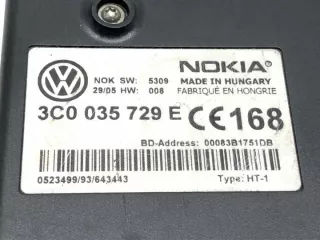 NOKIA
NOK SW: 5309 MADE IN HUNGARY
29/05 HW: 008 FABRIQUÉ EN HONGRIE
3C0 035 729 E CE168
BD-Address: 00083B1751DB
0523499/93/643443 Type: HT-1